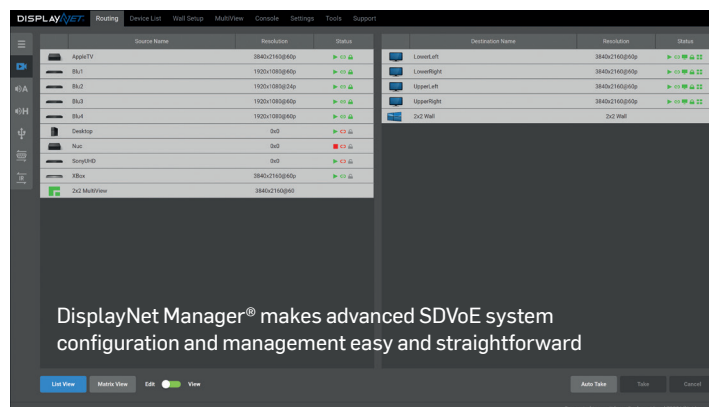 DISPLAYNET. Routing Device List Wall Setup MultiView Console Settings Tools Support
Source Name Resolution Status
AppleTV 3840x2160@60p
Blu1 1920x1080@60p
Blu2 1920x1080@24p
Blu3 1920x1080@60p
Blu4 1920x1080@60p
Desktop 0x0
Nuc 0x0
SonyUHD 0x0
XBox 3840x2160@60p
2x2 MultiView 3840x2160@60
Destination Name Resolution Status
LowerLeft 3840x2160@60p
LowerRight 3840x2160@60p
UpperLeft 3840x2160@60p
UpperRight 3840x2160@60p
2x2 Wall 2x2 Wall
A
H
IR
DisplayNet Manager® makes advanced SDVoE system
configuration and management easy and straightforward
List View Matrix View Edit View Auto Take Take Cancel